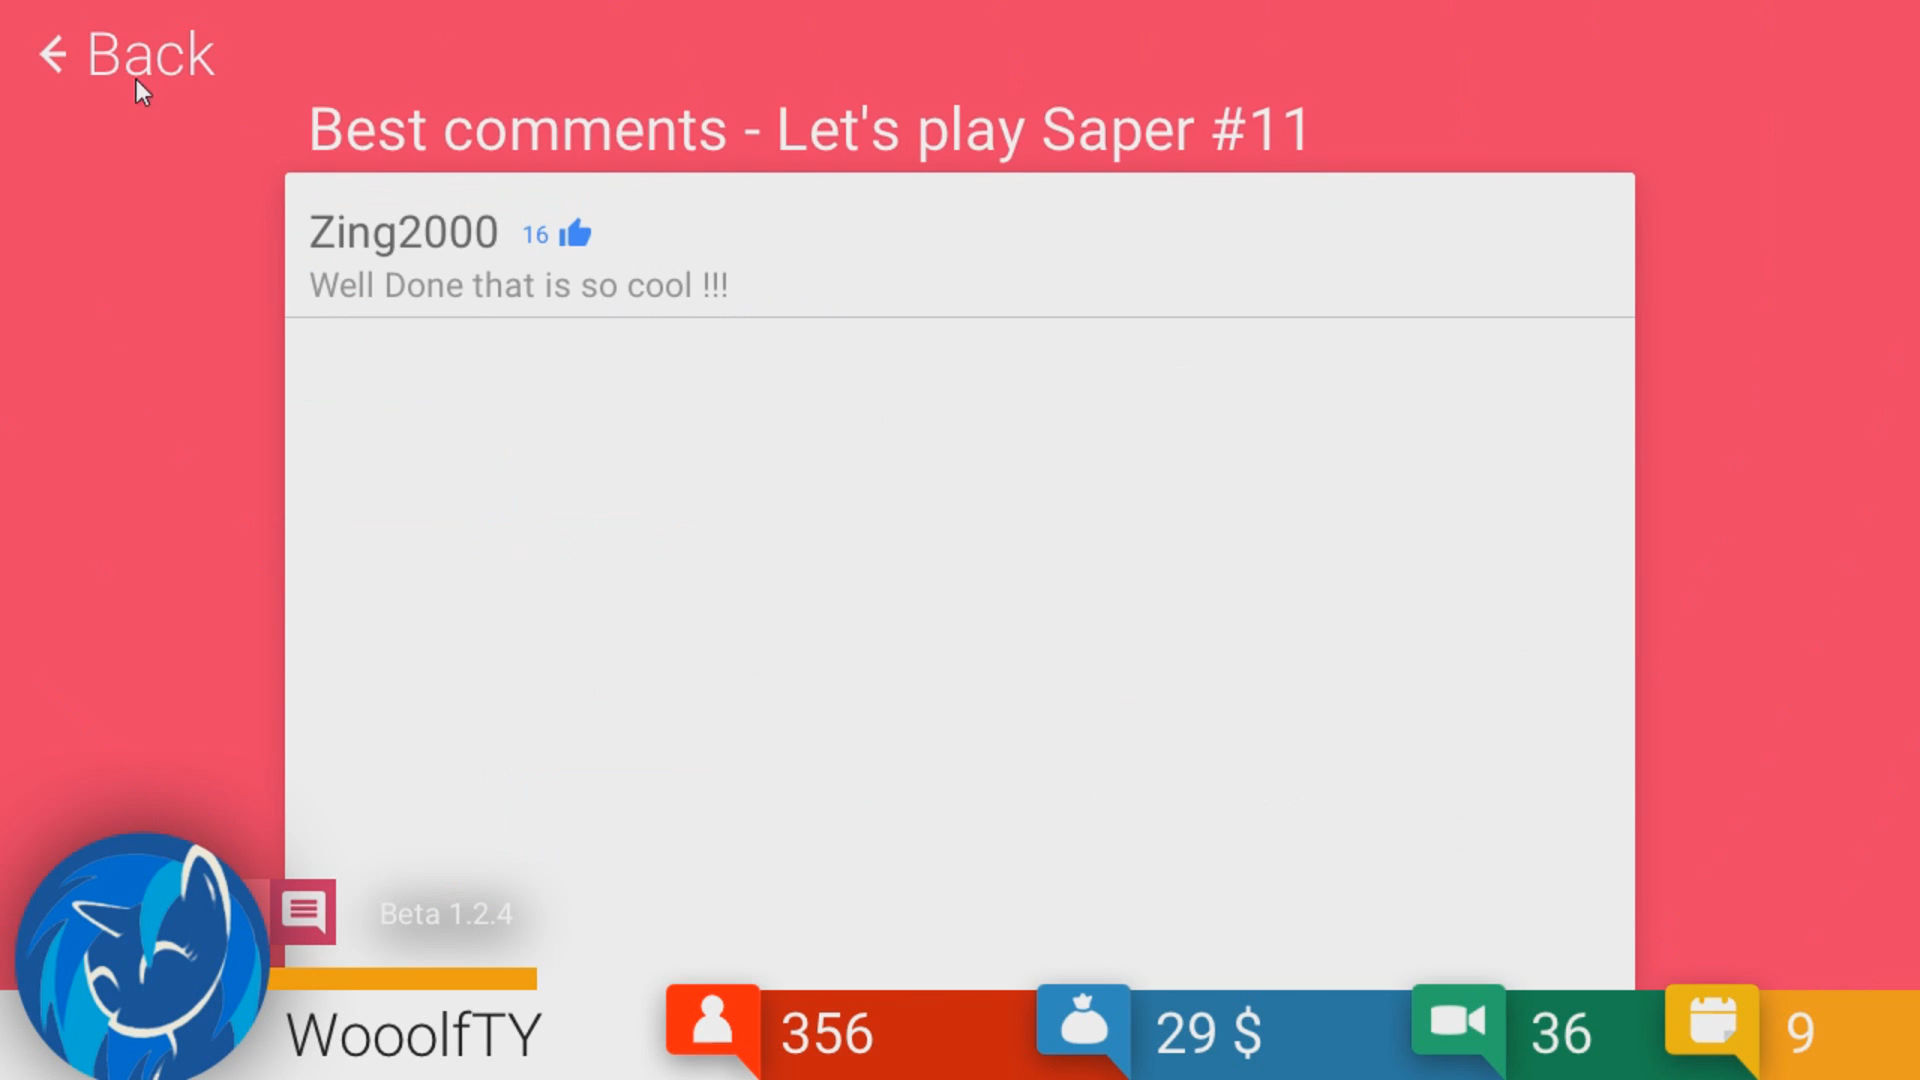 Back
Best comments - Let's play Saper #11
Zing2000 16
Well Done that is so cool !!!
Beta 1.2.4
WooolfTY
356
29 $
36
9